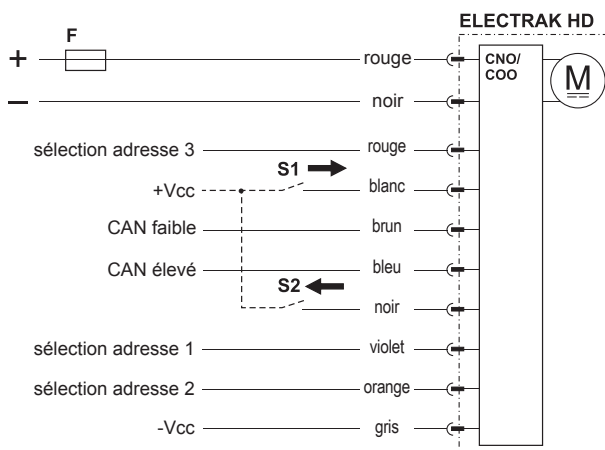 ELECTRAK HD
F
+ rouge CNO/
COO
M
– noir
sélection adresse 3 rouge
S1
+Vcc blanc
CAN faible brun
CAN élevé bleu
S2
noir
sélection adresse 1 violet
sélection adresse 2 orange
-Vcc gris